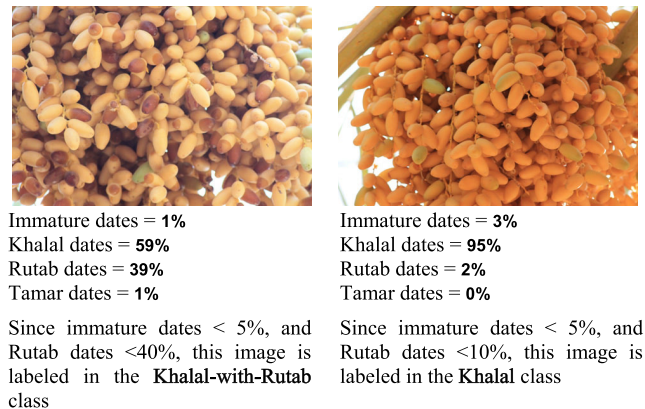 Immature dates = 1%
Khalal dates = 59%
Rutab dates = 39%
Tamar dates = 1%
Since immature dates < 5%, and
Rutab dates <40%, this image is
labeled in the Khalal-with-Rutab
class
Immature dates = 3%
Khalal dates = 95%
Rutab dates = 2%
Tamar dates = 0%
Since immature dates < 5%, and
Rutab dates <10%, this image is
labeled in the Khalal class